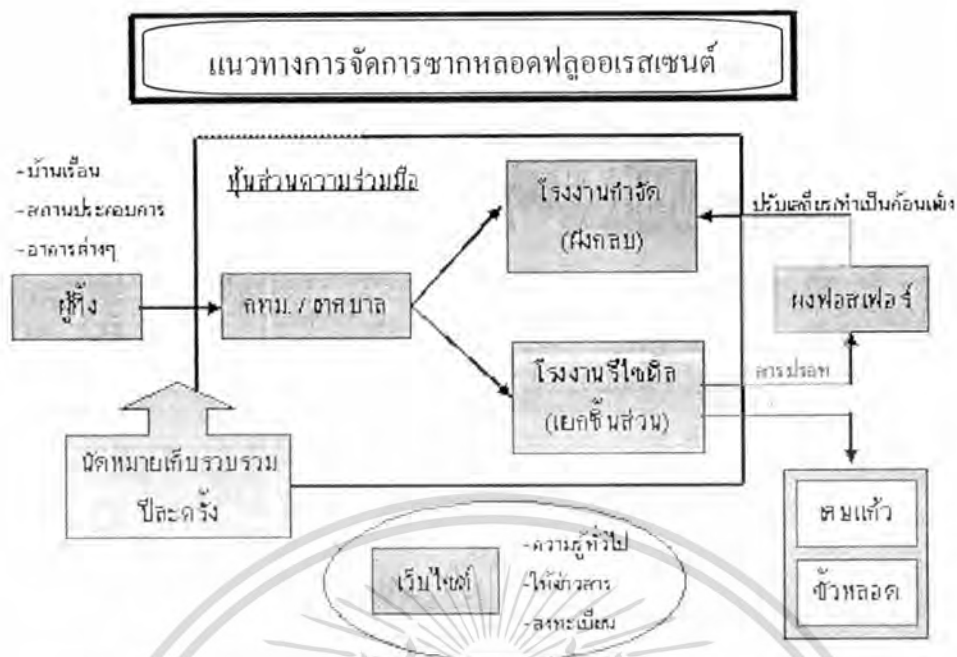 แนวทางการจัดการซากหลอดฟลูออเรสเซนต์
-บ้านเรือน
-สถานประกอบการ
-อาคารต่างๆ
ผู้ทิ้ง
หุ้นส่วนความร่วมมือ
กทม. / เทศบาล
โรงงานกำจัด
(ฝังกลบ)
โรงงานรีไซเคิล
(แยกชิ้นส่วน)
ปรับเสถียร/ทำเป็นก้อนแข็ง
ผงฟอสเฟอร์
สารปรอท
เศษแก้ว
ขั้วหลอด
นัดหมายเก็บรวบรวม
ปีละครั้ง
เว็บไซต์
-ความรู้ทั่วไป
-ให้ข่าวสาร
-ลงทะเบียน